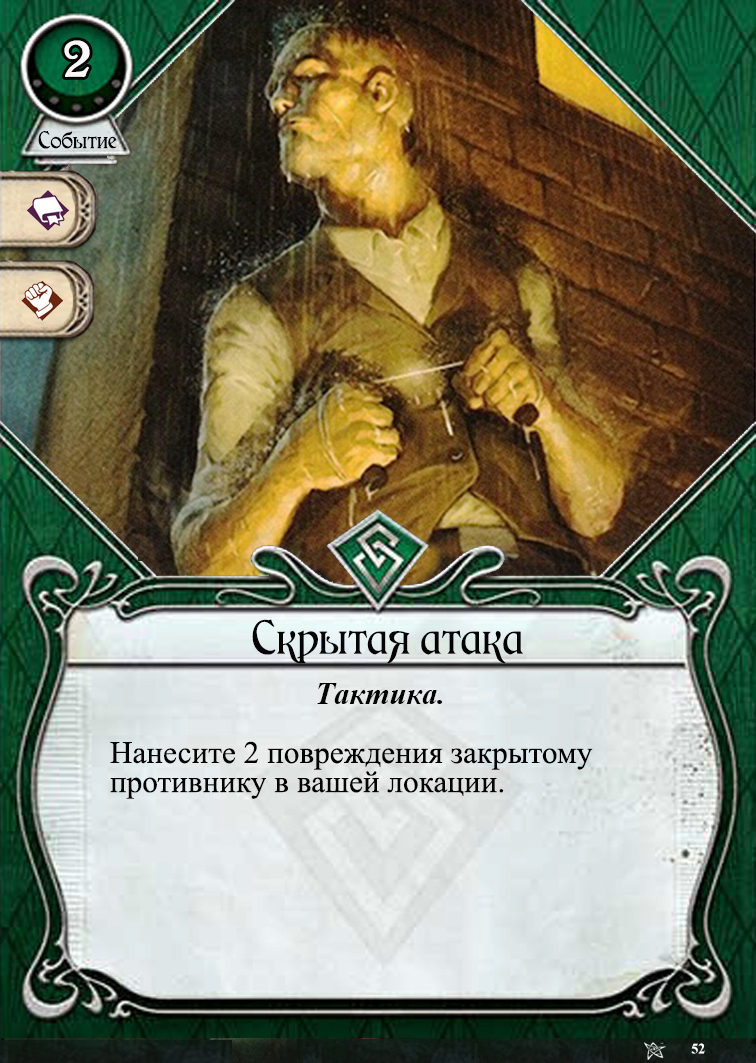 2
Событие
Скрытая атака
Тактика.
Нанесите 2 повреждения закрытому
противнику в вашей локации.
52